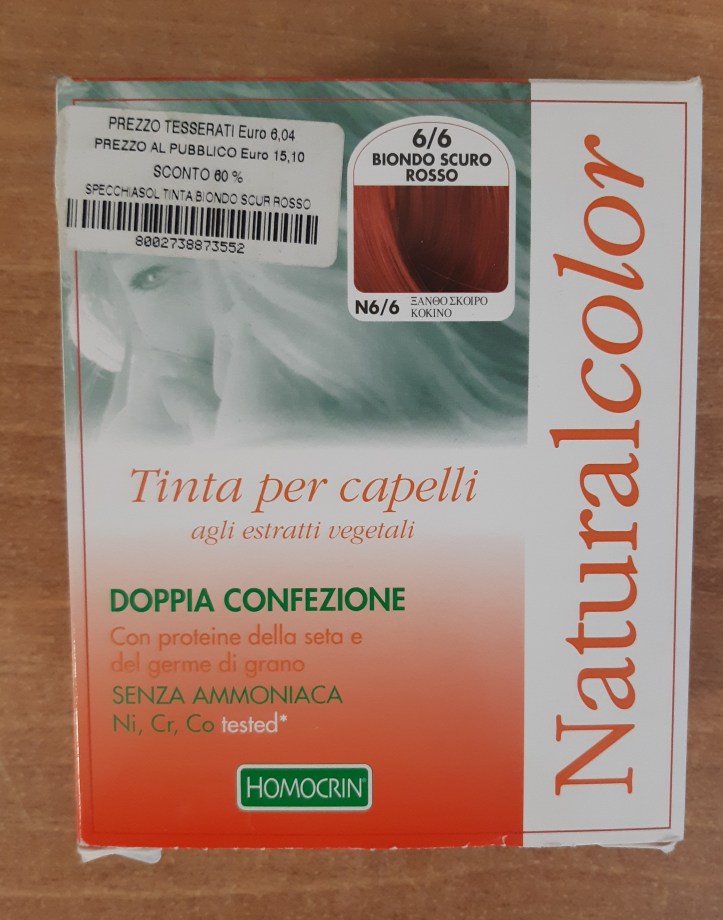 PREZZO TESSERATI Euro 6,04
PREZZO AL PUBBLICO Euro 15,10
SCONTO 60 %
SPECCHIASOL TINTA BIONDO SCUR ROSSO
8002738873552
6/6
BIONDO SCURO
ROSSO
N6/6 ΞΑΝΘΟ ΣΚΟΙΡΟ
ΚΟΚΙΝΟ
Naturalcolor
Tinta per capelli
agli estratti vegetali
DOPPIA CONFEZIONE
Con proteine della seta e
del germe di grano
SENZA AMMONIACA
Ni, Cr, Co tested*
HOMOCRIN®